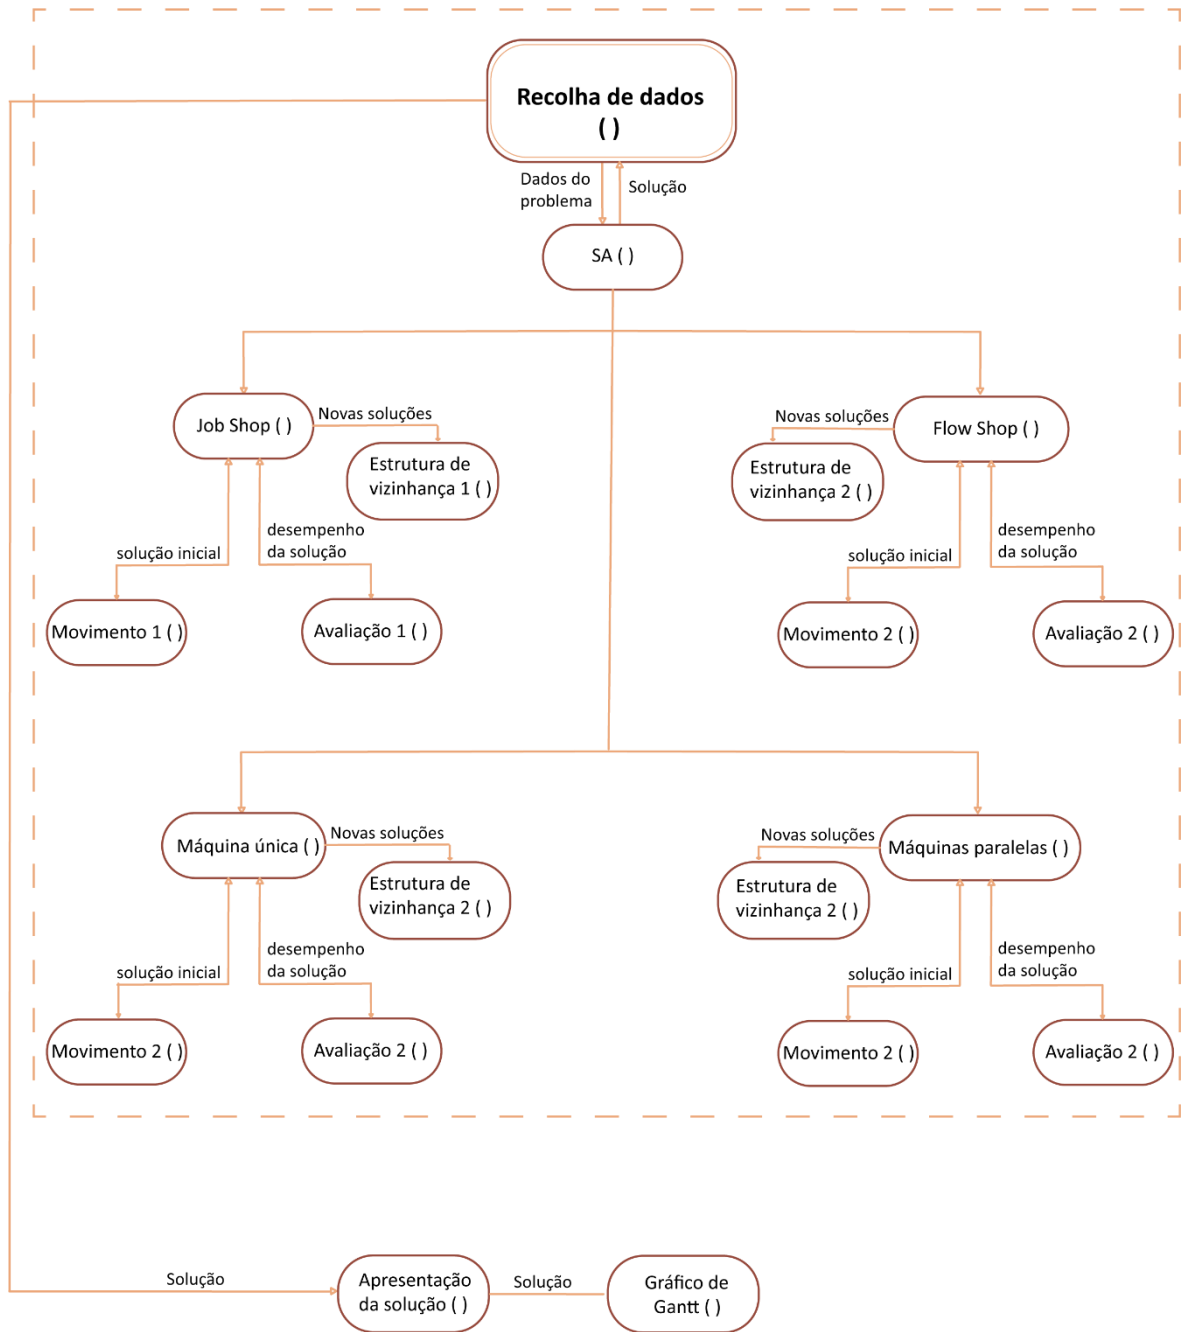 Recolha de dados
( )
Dados do
problema
Solução
SA ( )
Job Shop ( )
Novas soluções
Estrutura de
vizinhança 1 ( )
solução inicial
desempenho
da solução
Movimento 1 ( )
Avaliação 1 ( )
Novas soluções
Flow Shop ( )
Estrutura de
vizinhança 2 ( )
solução inicial
desempenho
da solução
Movimento 2 ( )
Avaliação 2 ( )
Máquina única ( )
Novas soluções
Estrutura de
vizinhança 2 ( )
solução inicial
desempenho
da solução
Movimento 2 ( )
Avaliação 2 ( )
Novas soluções
Máquinas paralelas ( )
Estrutura de
vizinhança 2 ( )
solução inicial
desempenho
da solução
Movimento 2 ( )
Avaliação 2 ( )
Solução
Apresentação
da solução ( )
Solução
Gráfico de
Gantt ( )